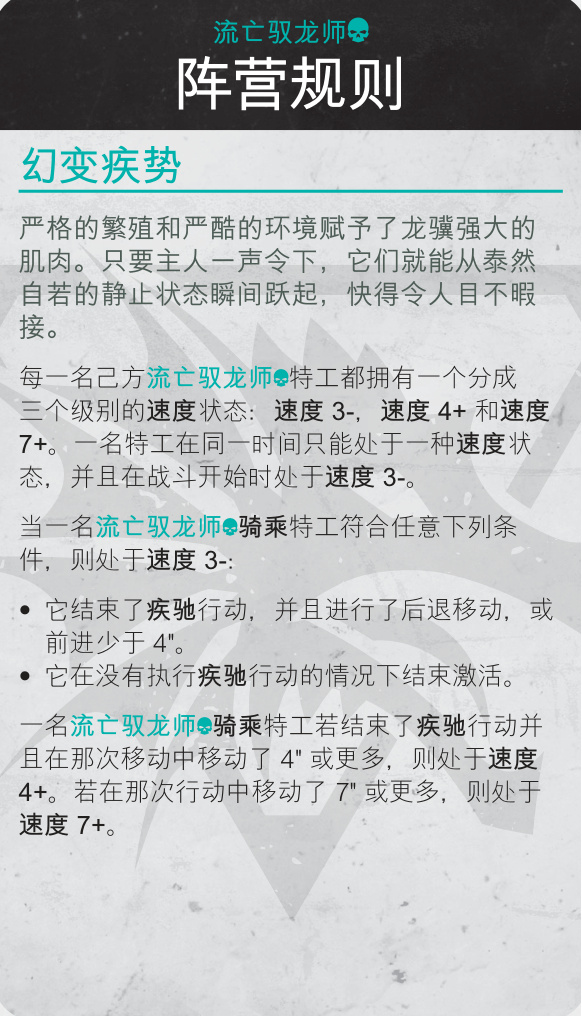 流亡驭龙师
阵营规则
幻变疾势
严格的繁殖和严酷的环境赋予了龙骥强大的
肌肉。只要主人一声令下，它们就能从泰然
自若的静止状态瞬间跃起，快得令人目不暇
接。
每一名己方流亡驭龙师特工都拥有一个分成
三个级别的速度状态：速度 3-，速度 4+ 和速度
7+。一名特工在同一时间只能处于一种速度状
态，并且在战斗开始时处于速度 3-。
当一名流亡驭龙师骑乘特工符合任意下列条
件，则处于速度 3-：
• 它结束了疾驰行动，并且进行了后退移动，或
前进少于 4"。
• 它在没有执行疾驰行动的情况下结束激活。
一名流亡驭龙师骑乘特工若结束了疾驰行动并
且在那次移动中移动了 4" 或更多，则处于速度
4+。若在那次行动中移动了 7" 或更多，则处于
速度 7+。